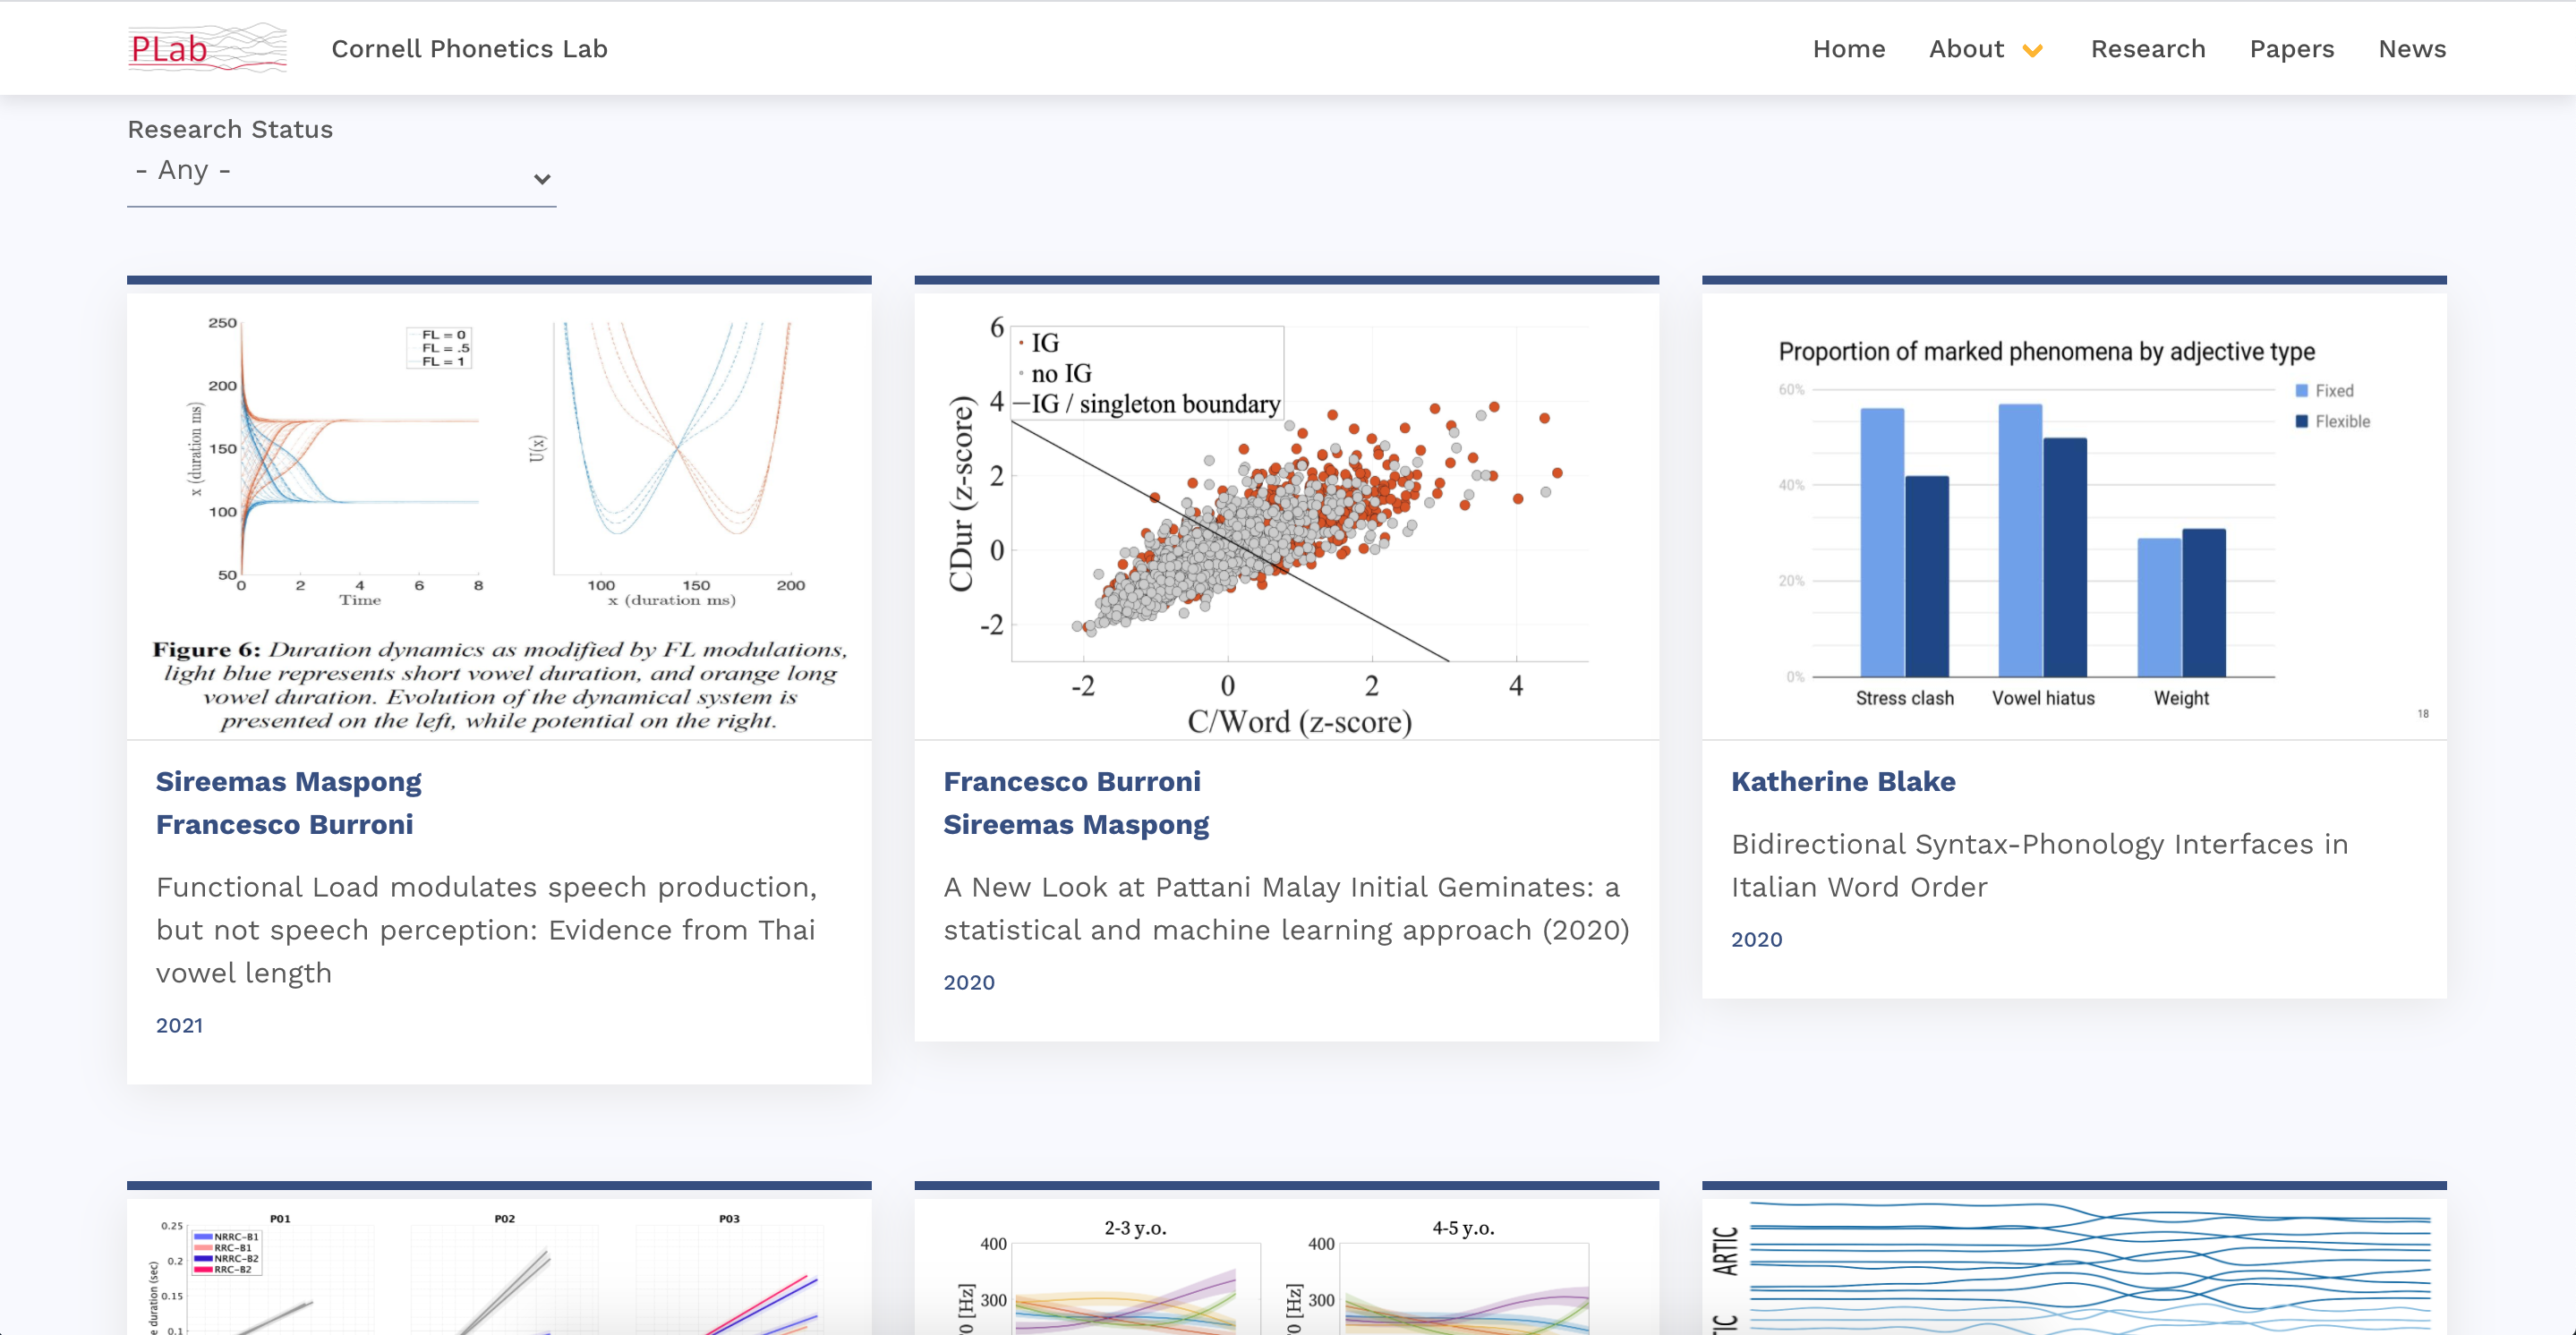 PLab
Cornell Phonetics Lab
Home
About
Research
Papers
News
Research Status
- Any -
250
200
150
100
50
x (duration ms)
0 2 4 6 8
Time
FL = 0
FL = .5
FL = 1
U(x)
100 150 200
x (duration ms)
Figure 6: Duration dynamics as modified by FL modulations,
light blue represents short vowel duration, and orange long
vowel duration. Evolution of the dynamical system is
presented on the left, while potential on the right.
Sireemas Maspong
Francesco Burroni
Functional Load modulates speech production,
but not speech perception: Evidence from Thai
vowel length
2021
6
4
2
0
-2
CDur (z-score)
IG
no IG
IG / singleton boundary
-2 0 2 4
C/Word (z-score)
Francesco Burroni
Sireemas Maspong
A New Look at Pattani Malay Initial Geminates: a
statistical and machine learning approach (2020)
2020
Proportion of marked phenomena by adjective type
60%
40%
20%
0%
Fixed
Flexible
Stress clash
Vowel hiatus
Weight
18
Katherine Blake
Bidirectional Syntax-Phonology Interfaces in
Italian Word Order
2020
P01
P02
P03
0.25
0.2
0.15
0.1
e duration (sec)
NRRC-B1
RRC-B1
NRRC-B2
RRC-B2
2-3 y.o.
400
300
[Hz]
4-5 y.o.
400
300
[Hz]
ARTIC
TIC